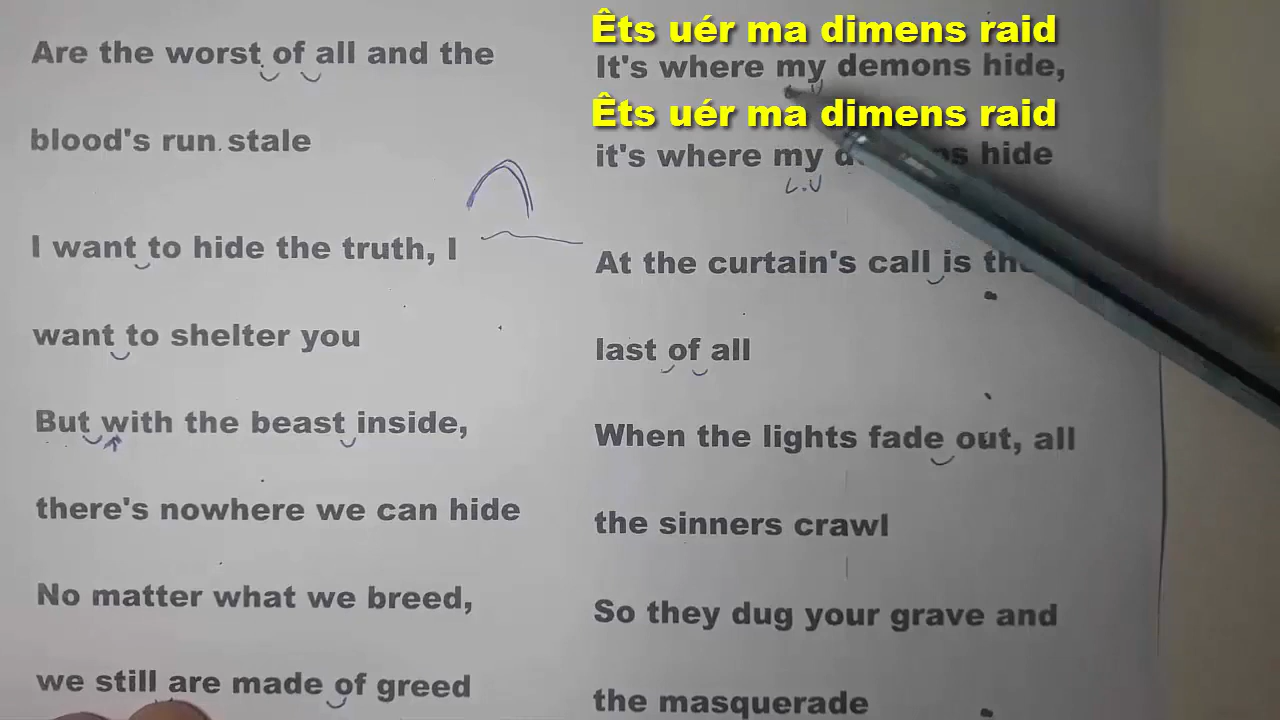 Are the worst of all and the
blood's run stale
I want to hide the truth, I
want to shelter you
But with the beast inside,
there's nowhere we can hide
No matter what we breed,
we still are made of greed
Êts uér ma dimens raid
It's where my demons hide,
Êts uér ma dimens raid
it's where my hide
L.V
At the curtain's call is
last of all
When the lights fade out, all
the sinners crawl
So they dug your grave and
the masquerade